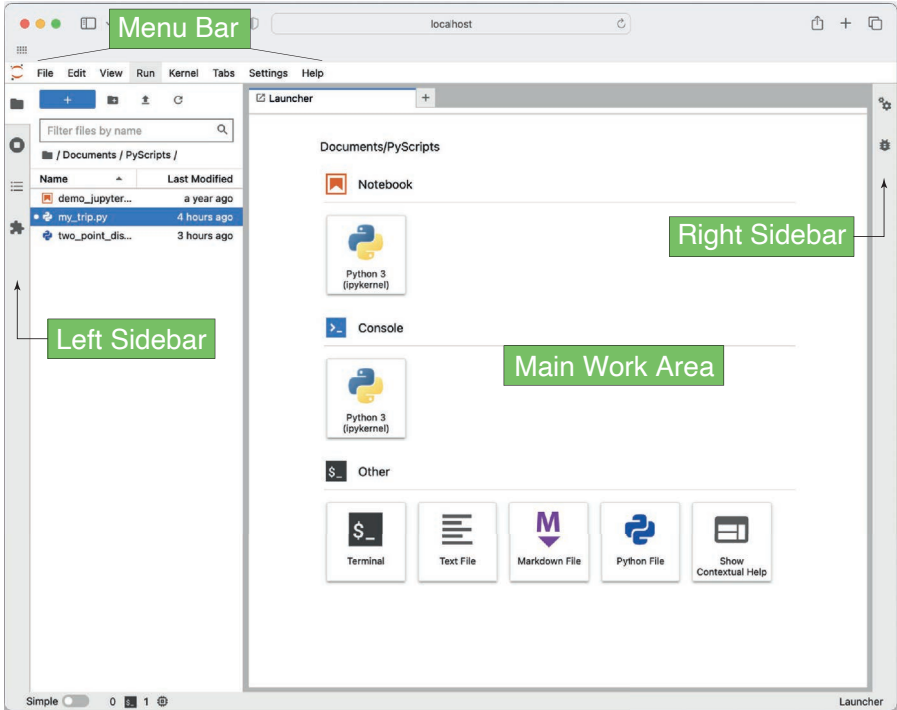 localhost
Menu Bar
File Edit View Run Kernel Tabs Settings Help
Launcher
Filter files by name
/ Documents / PyScripts /
Name Last Modified
demo_jupyter... a year ago
my_trip.py 4 hours ago
two_point_dis... 3 hours ago
Left Sidebar
Documents/PyScripts
Notebook
Python 3
(ipykernel)
Right Sidebar
Console
Main Work Area
Python 3
(ipykernel)
$_ Other
$_
Terminal
Text File
M
Markdown File
Python File
Show
Contextual Help
Simple 0 $_ 1
Launcher